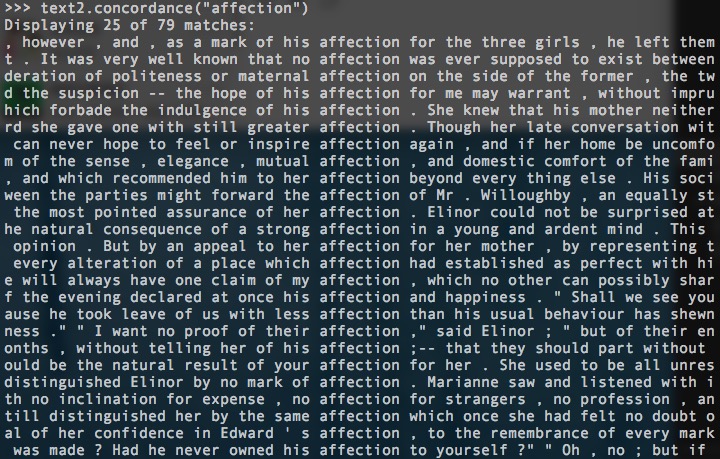 >>> text2.concordance("affection")
Displaying 25 of 79 matches:
, however , and , as a mark of his affection for the three girls , he left them
t . It was very well known that no affection was ever supposed to exist between
deration of politeness or maternal affection on the side of the former , the tw
d the suspicion -- the hope of his affection for me may warrant , without impru
hich forbade the indulgence of his affection . She knew that his mother neither
rd she gave one with still greater affection . Though her late conversation wit
can never hope to feel or inspire affection again , and if her home be uncomfo
m of the sense , elegance , mutual affection , and domestic comfort of the fami
, and which recommended him to her affection beyond every thing else . His soci
ween the parties might forward the affection of Mr . Willoughby , an equally st
the most pointed assurance of her affection . Elinor could not be surprised at
he natural consequence of a strong affection in a young and ardent mind . This
opinion . But by an appeal to her affection for her mother , by representing t
every alteration of a place which affection had established as perfect with hi
e will always have one claim of my affection , which no other can possibly shar
f the evening declared at once his affection and happiness . " Shall we see you
ause he took leave of us with less affection than his usual behaviour has shewn
ness ." " I want no proof of their affection ," said Elinor ; " but of their en
onths , without telling her of his affection ;-- that they should part without
ould be the natural result of your affection for her . She used to be all unres
distinguished Elinor by no mark of affection . Marianne saw and listened with i
th no inclination for expense , no affection for strangers , no profession , an
till distinguished her by the same affection which once she had felt no doubt o
al of her confidence in Edward ' s affection , to the remembrance of every mark
was made ? Had he never owned his affection to yourself ?" " Oh , no ; but if